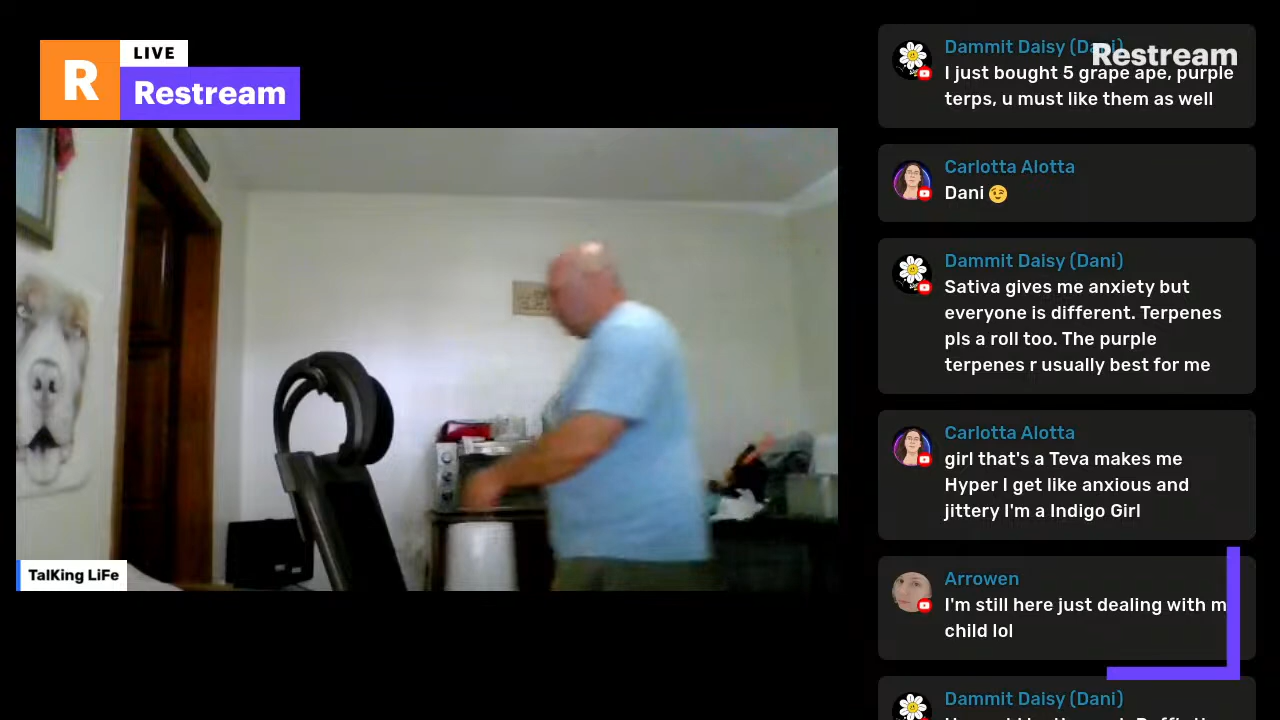 R
LIVE
Restream
TalKing LiFe
Restream
Dammit Daisy (Dani)
I just bought 5 grape ape, purple
terps, u must like them as well
Carlotta Alotta
Dani 😉
Dammit Daisy (Dani)
Sativa gives me anxiety but
everyone is different. Terpenes
pls a roll too. The purple
terpenes r usually best for me
Carlotta Alotta
girl that's a Teva makes me
Hyper I get like anxious and
jittery I'm a Indigo Girl
Arrowen
I'm still here just dealing with m
child lol
Dammit Daisy (Dani)